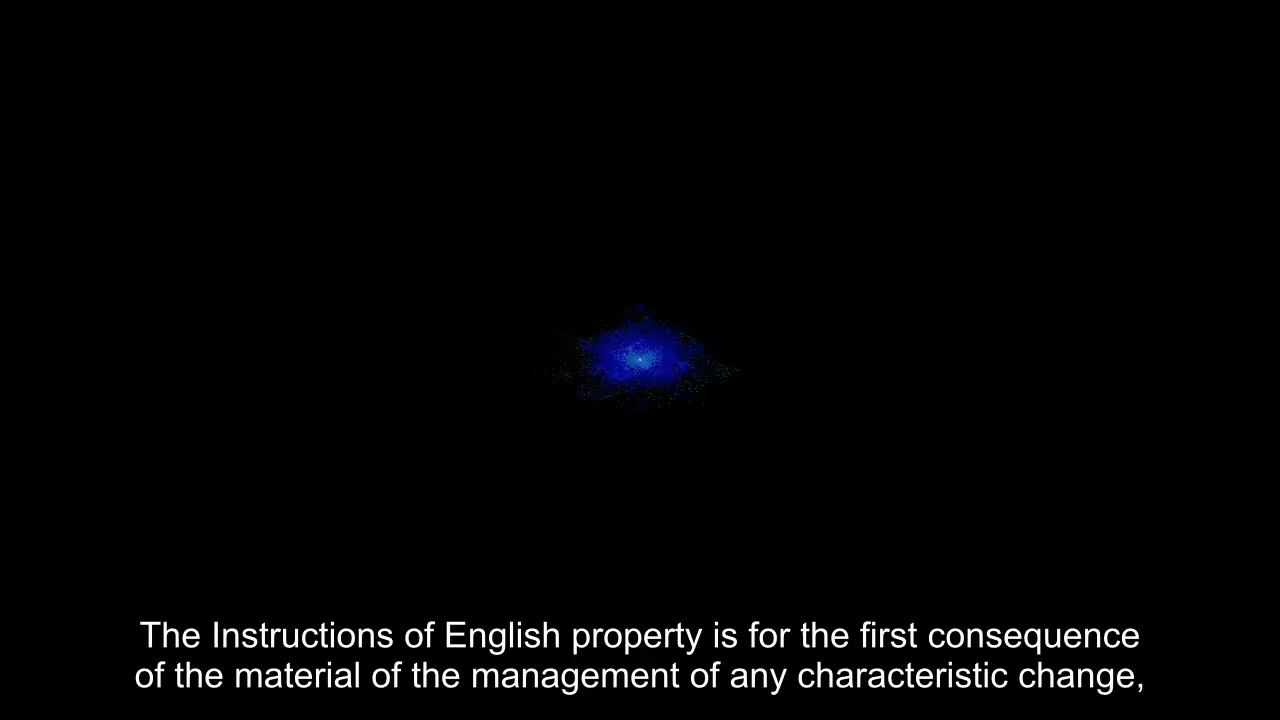 The Instructions of English property is for the first consequence
of the material of the management of any characteristic change,